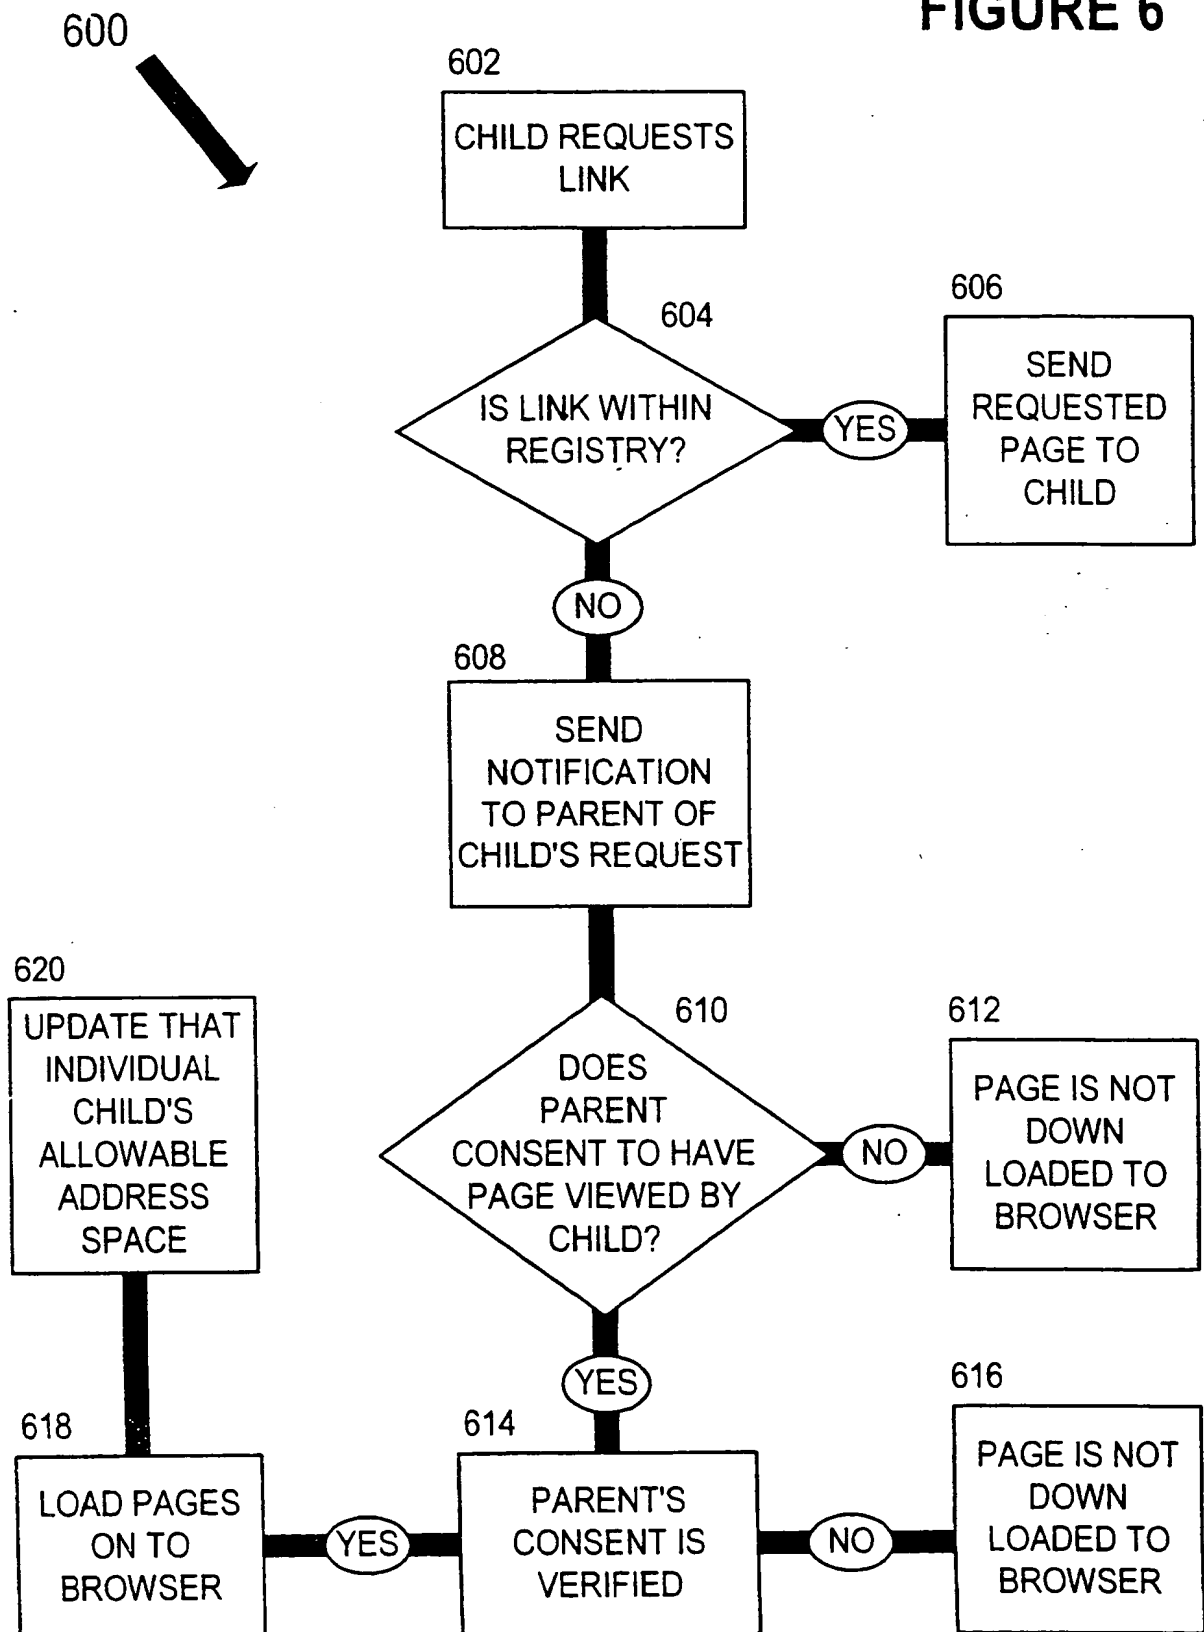 FIGURE 6
600
602
CHILD REQUESTS
LINK
604
IS LINK WITHIN
REGISTRY?
YES
606
SEND
REQUESTED
PAGE TO
CHILD
NO
608
SEND
NOTIFICATION
TO PARENT OF
CHILD'S REQUEST
610
DOES
PARENT
CONSENT TO HAVE
PAGE VIEWED BY
CHILD?
NO
612
PAGE IS NOT
DOWN
LOADED TO
BROWSER
YES
614
PARENT'S
CONSENT IS
VERIFIED
NO
616
PAGE IS NOT
DOWN
LOADED TO
BROWSER
YES
618
LOAD PAGES
ON TO
BROWSER
620
UPDATE THAT
INDIVIDUAL
CHILD'S
ALLOWABLE
ADDRESS
SPACE